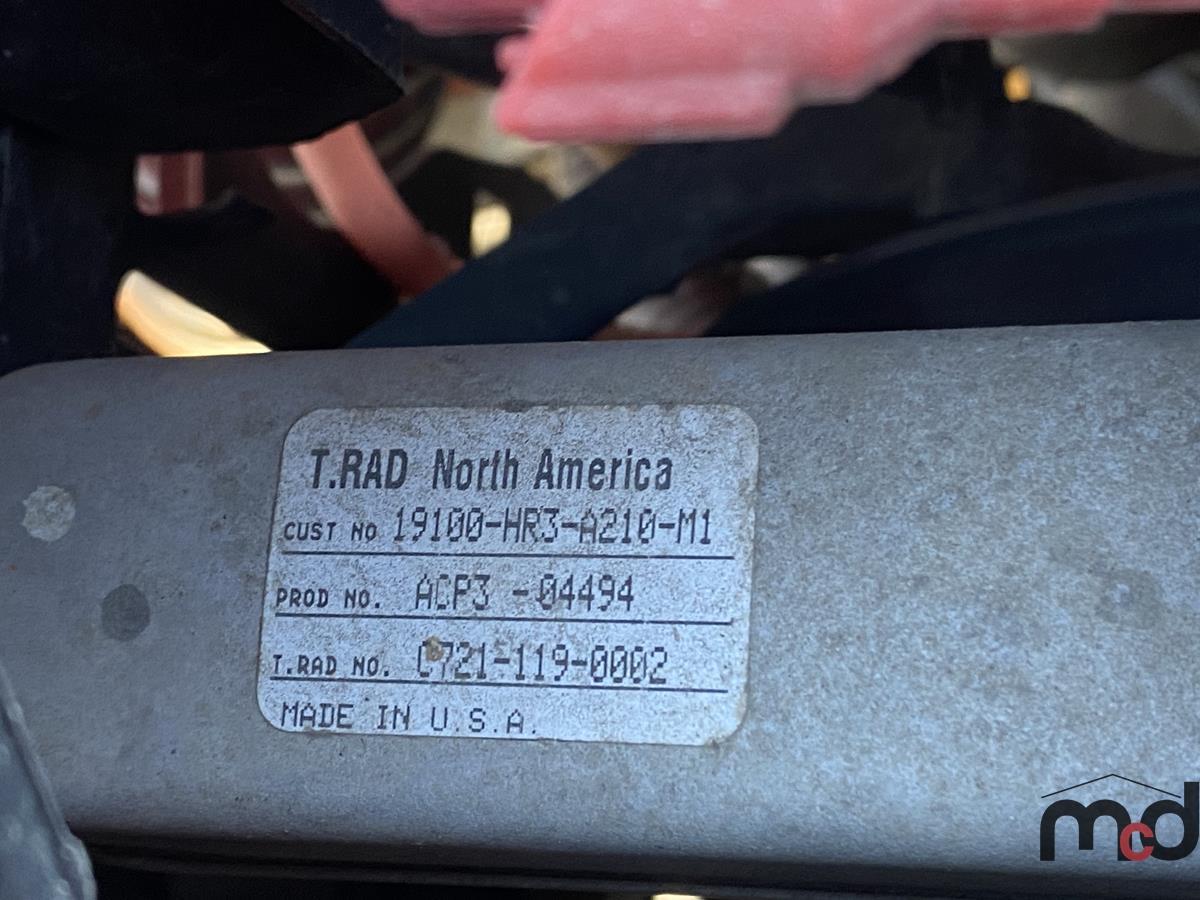 T.RAD North America
CUST NO 19100-HR3-A210-M1
PROD NO. ACP3 -04494
T.RAD NO. C721-119-0002
MADE IN U.S.A.
mcd